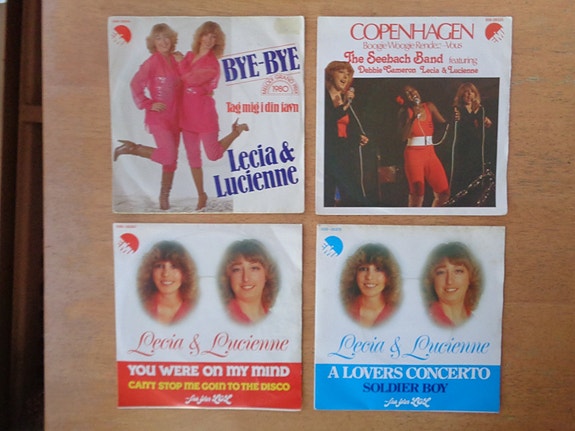 BYE-BYE
1980
Tag mig i din favn
Lecia &
Lucienne
COPENHAGEN
Boogie Woogie Rendez-Vous
The Seebach Band featuring
Debbie Cameron Lecia & Lucienne
Lecia & Lucienne
YOU WERE ON MY MIND
CAN'T STOP ME GOIN TO THE DISCO
Lecia & Lucienne
A LOVERS CONCERTO
SOLDIER BOY